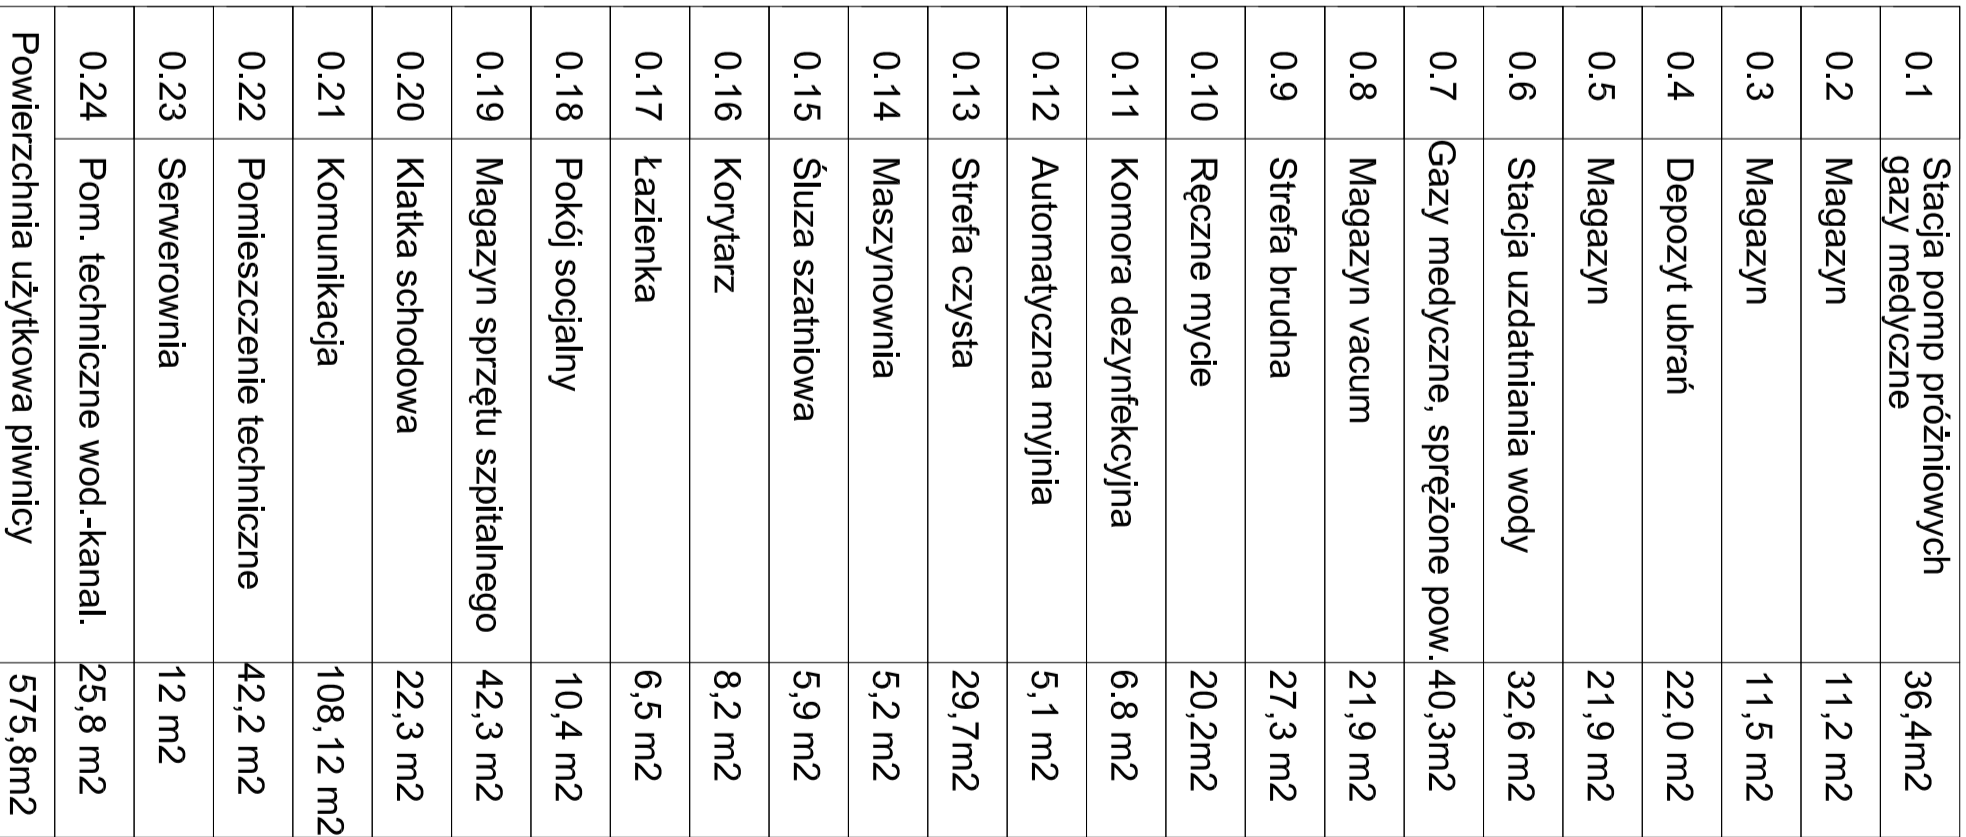 0.1 Stacja pomp próżniowych
gazy medyczne 36,4m2
0.2 Magazyn 11,2 m2
0.3 Magazyn 11,5 m2
0.4 Depozyt ubrań 22,0 m2
0.5 Magazyn 21,9 m2
0.6 Stacja uzdatniania wody 32,6 m2
0.7 Gazy medyczne, sprężone pow. 40,3m2
0.8 Magazyn vacum 21,9 m2
0.9 Strefa brudna 27,3 m2
0.10 Ręczne mycie 20,2m2
0.11 Komora dezynfekcyjna 6.8 m2
0.12 Automatyczna myjnia 5,1 m2
0.13 Strefa czysta 29,7m2
0.14 Maszynownia 5,2 m2
0.15 Śluza szatniowa 5,9 m2
0.16 Korytarz 8,2 m2
0.17 Łazienka 6,5 m2
0.18 Pokój socjalny 10,4 m2
0.19 Magazyn sprzętu szpitalnego 42,3 m2
0.20 Klatka schodowa 22,3 m2
0.21 Komunikacja 108,12 m2
0.22 Pomieszczenie techniczne 42,2 m2
0.23 Serwerownia 12 m2
0.24 Pom. techniczne wod.-kanal. 25,8 m2
Powierzchnia użytkowa piwnicy 575,8m2